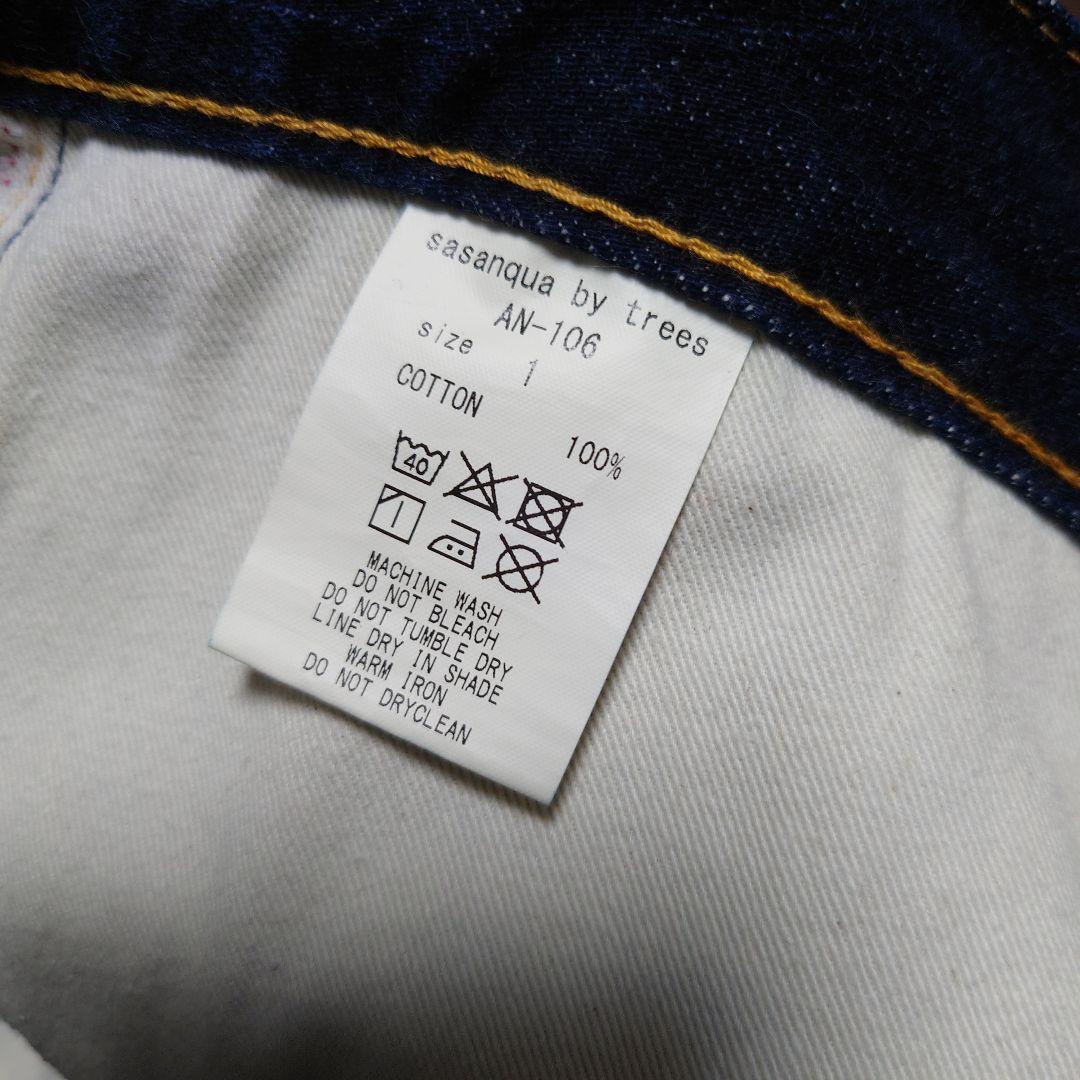 sasanqua by trees
AN-106
size 1
COTTON 100%
40
MACHINE WASH
DO NOT BLEACH
DO NOT TUMBLE DRY
LINE DRY IN SHADE
WARM IRON
DO NOT DRYCLEAN